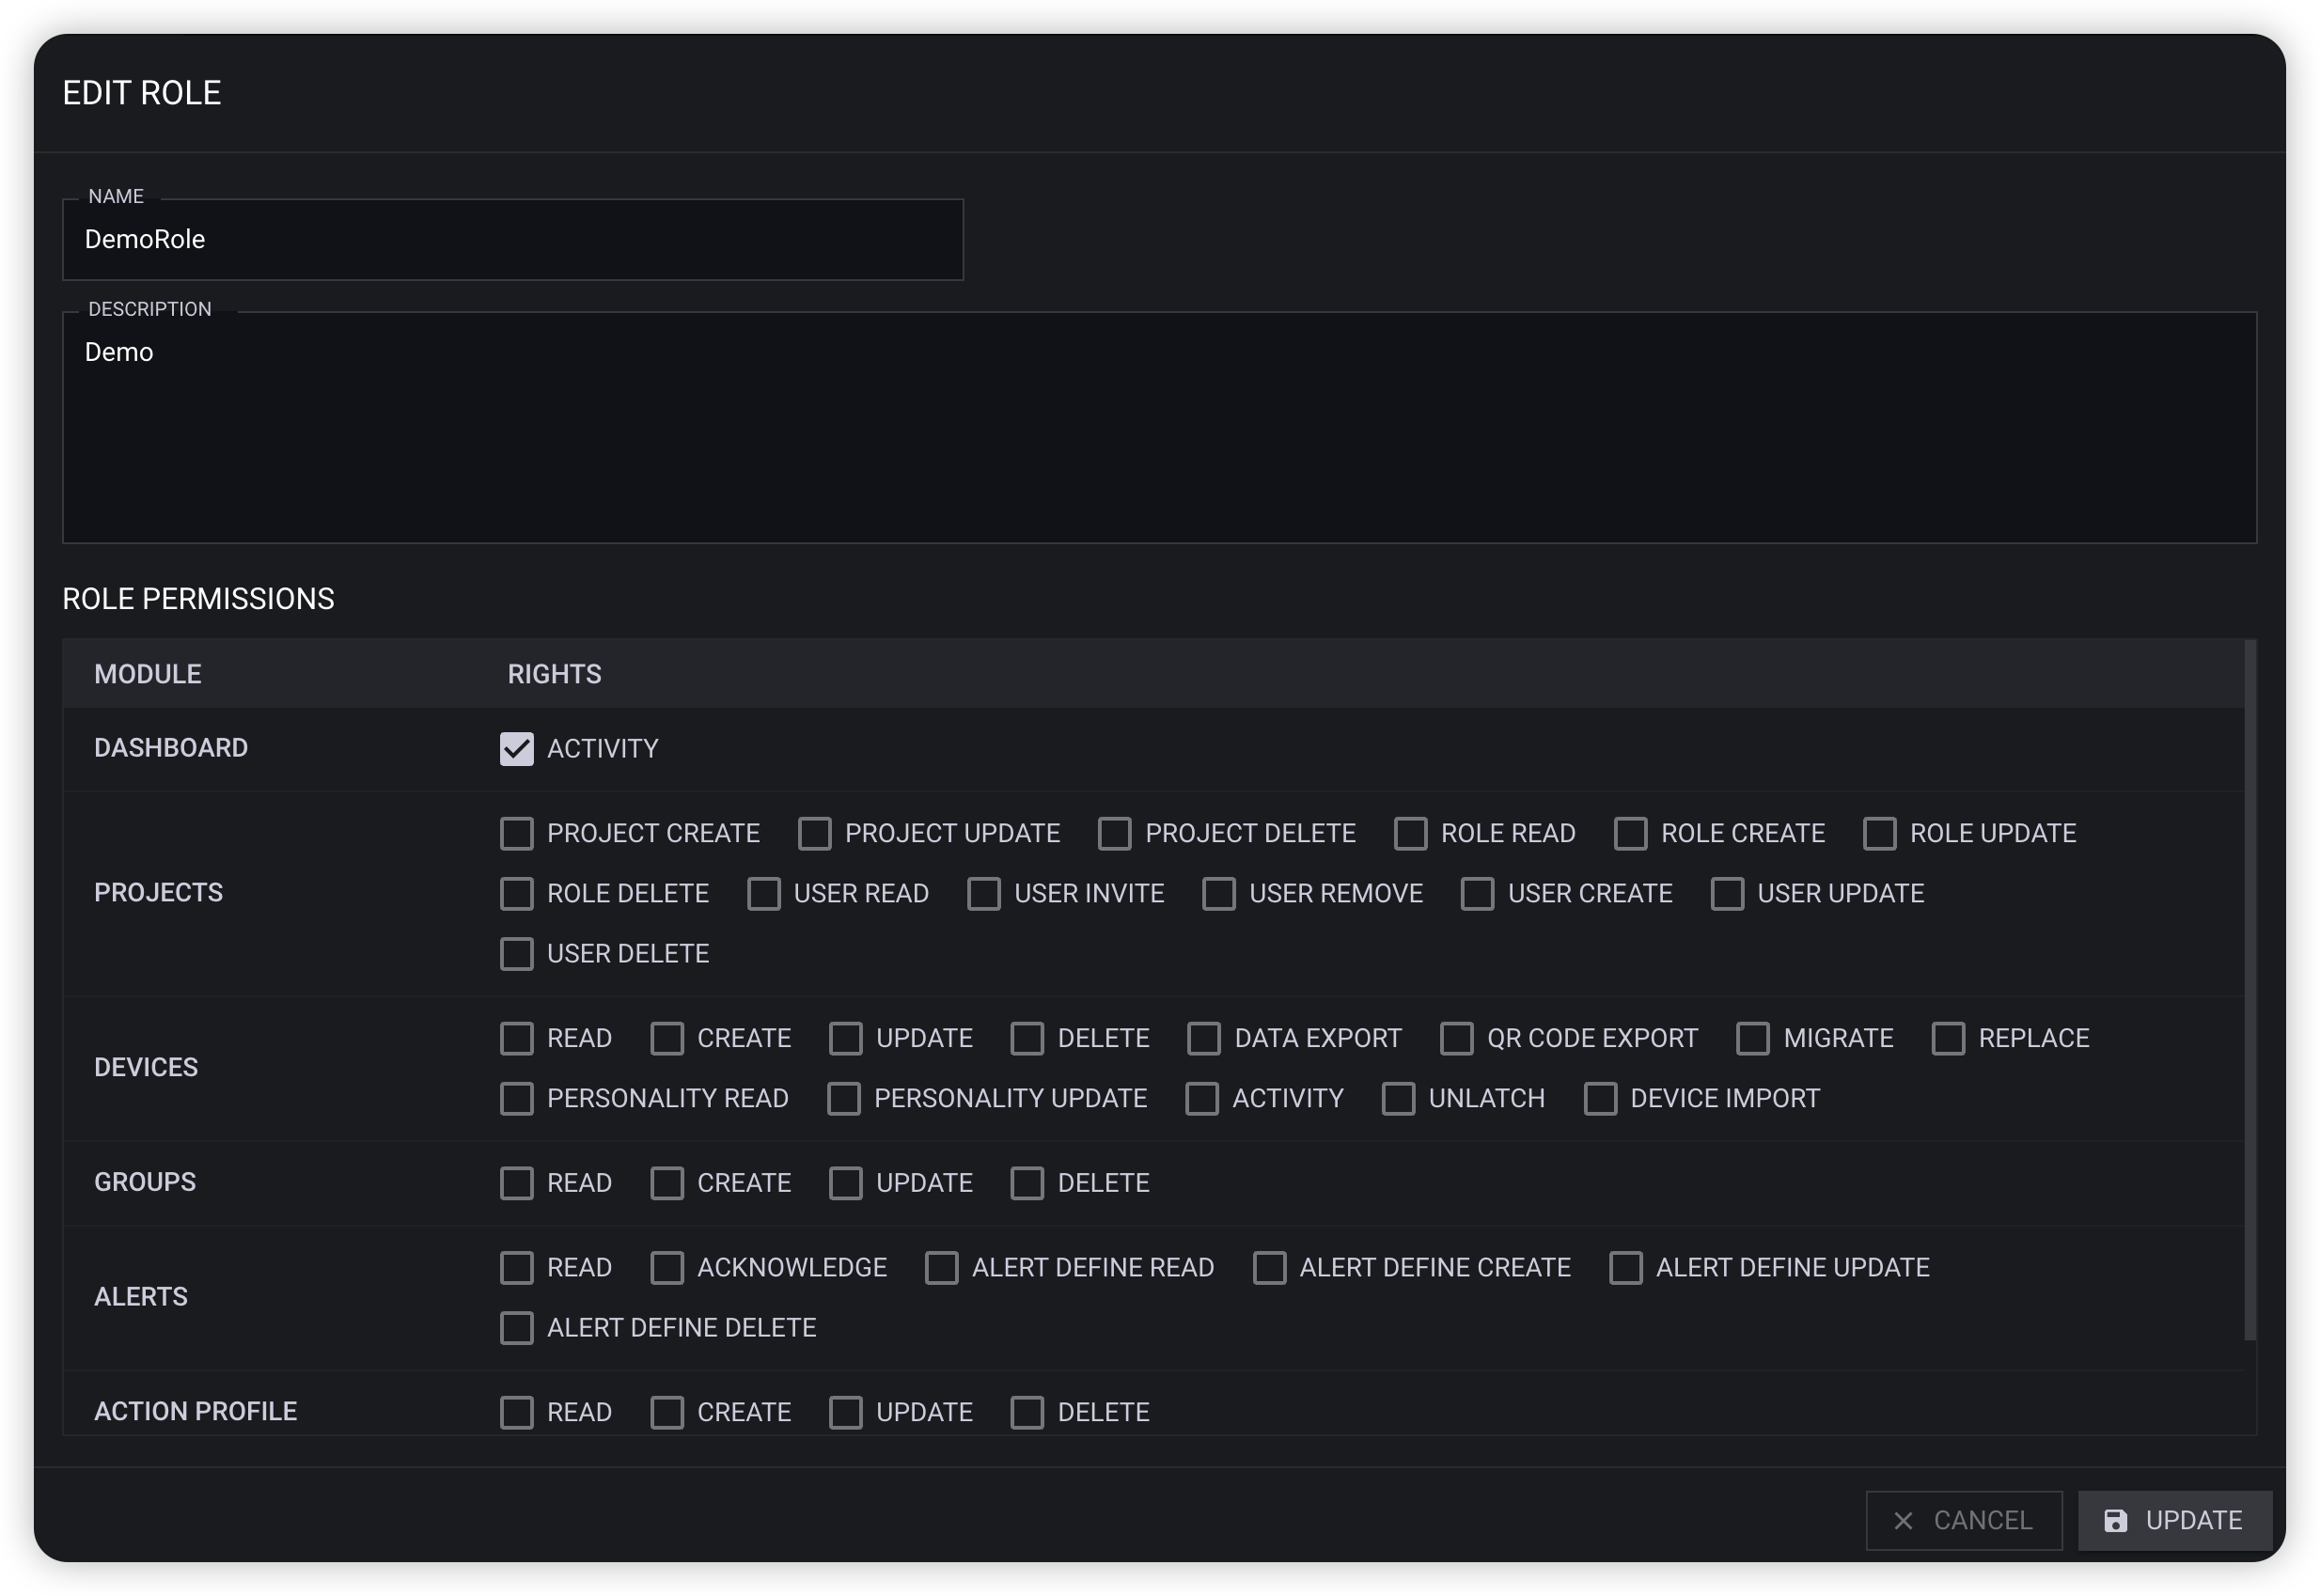 EDIT ROLE
NAME
DemoRole
DESCRIPTION
Demo
ROLE PERMISSIONS
MODULE RIGHTS
DASHBOARD ACTIVITY
PROJECT CREATE PROJECT UPDATE PROJECT DELETE ROLE READ ROLE CREATE ROLE UPDATE
PROJECTS ROLE DELETE USER READ USER INVITE USER REMOVE USER CREATE USER UPDATE
USER DELETE
DEVICES
READ CREATE UPDATE DELETE DATA EXPORT QR CODE EXPORT MIGRATE REPLACE
PERSONALITY READ PERSONALITY UPDATE ACTIVITY UNLATCH DEVICE IMPORT
GROUPS READ CREATE UPDATE DELETE
ALERTS
READ ACKNOWLEDGE ALERT DEFINE READ ALERT DEFINE CREATE ALERT DEFINE UPDATE
ALERT DEFINE DELETE
ACTION PROFILE READ CREATE UPDATE DELETE
CANCEL UPDATE